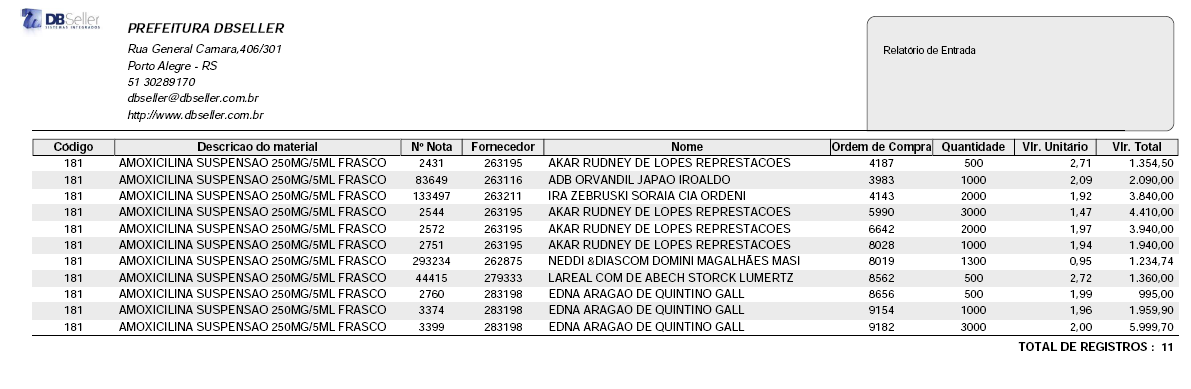 DBSeller
SISTEMAS INTEGRADOS
PREFEITURA DBSELLER
Rua General Camara,406/301
Porto Alegre - RS
51 30289170
dbseller@dbseller.com.br
http://www.dbseller.com.br
Relatório de Entrada
Código Descricao do material Nº Nota Fornecedor Nome Ordem de Compra Quantidade Vlr. Unitário Vlr. Total
181 AMOXICILINA SUSPENSAO 250MG/5ML FRASCO 2431 263195 AKAR RUDNEY DE LOPES REPRESTACOES 4187 500 2,71 1.354,50
181 AMOXICILINA SUSPENSAO 250MG/5ML FRASCO 83649 263116 ADB ORVANDIL JAPAO IROALDO 3983 1000 2,09 2.090,00
181 AMOXICILINA SUSPENSAO 250MG/5ML FRASCO 133497 263211 IRA ZEBRUSKI SORAIA CIA ORDENI 4143 2000 1,92 3.840,00
181 AMOXICILINA SUSPENSAO 250MG/5ML FRASCO 2544 263195 AKAR RUDNEY DE LOPES REPRESTACOES 5990 3000 1,47 4.410,00
181 AMOXICILINA SUSPENSAO 250MG/5ML FRASCO 2572 263195 AKAR RUDNEY DE LOPES REPRESTACOES 6642 2000 1,97 3.940,00
181 AMOXICILINA SUSPENSAO 250MG/5ML FRASCO 2751 263195 AKAR RUDNEY DE LOPES REPRESTACOES 8028 1000 1,94 1.940,00
181 AMOXICILINA SUSPENSAO 250MG/5ML FRASCO 293234 262875 NEDDI &DIASCOM DOMINI MAGALHÃES MASI 8019 1300 0,95 1.234,74
181 AMOXICILINA SUSPENSAO 250MG/5ML FRASCO 44415 279333 LAREAL COM DE ABECH STORCK LUMERTZ 8562 500 2,72 1.360,00
181 AMOXICILINA SUSPENSAO 250MG/5ML FRASCO 2760 283198 EDNA ARAGAO DE QUINTINO GALL 8656 500 1,99 995,00
181 AMOXICILINA SUSPENSAO 250MG/5ML FRASCO 3374 283198 EDNA ARAGAO DE QUINTINO GALL 9154 1000 1,96 1.959,90
181 AMOXICILINA SUSPENSAO 250MG/5ML FRASCO 3399 283198 EDNA ARAGAO DE QUINTINO GALL 9182 3000 2,00 5.999,70
TOTAL DE REGISTROS : 11